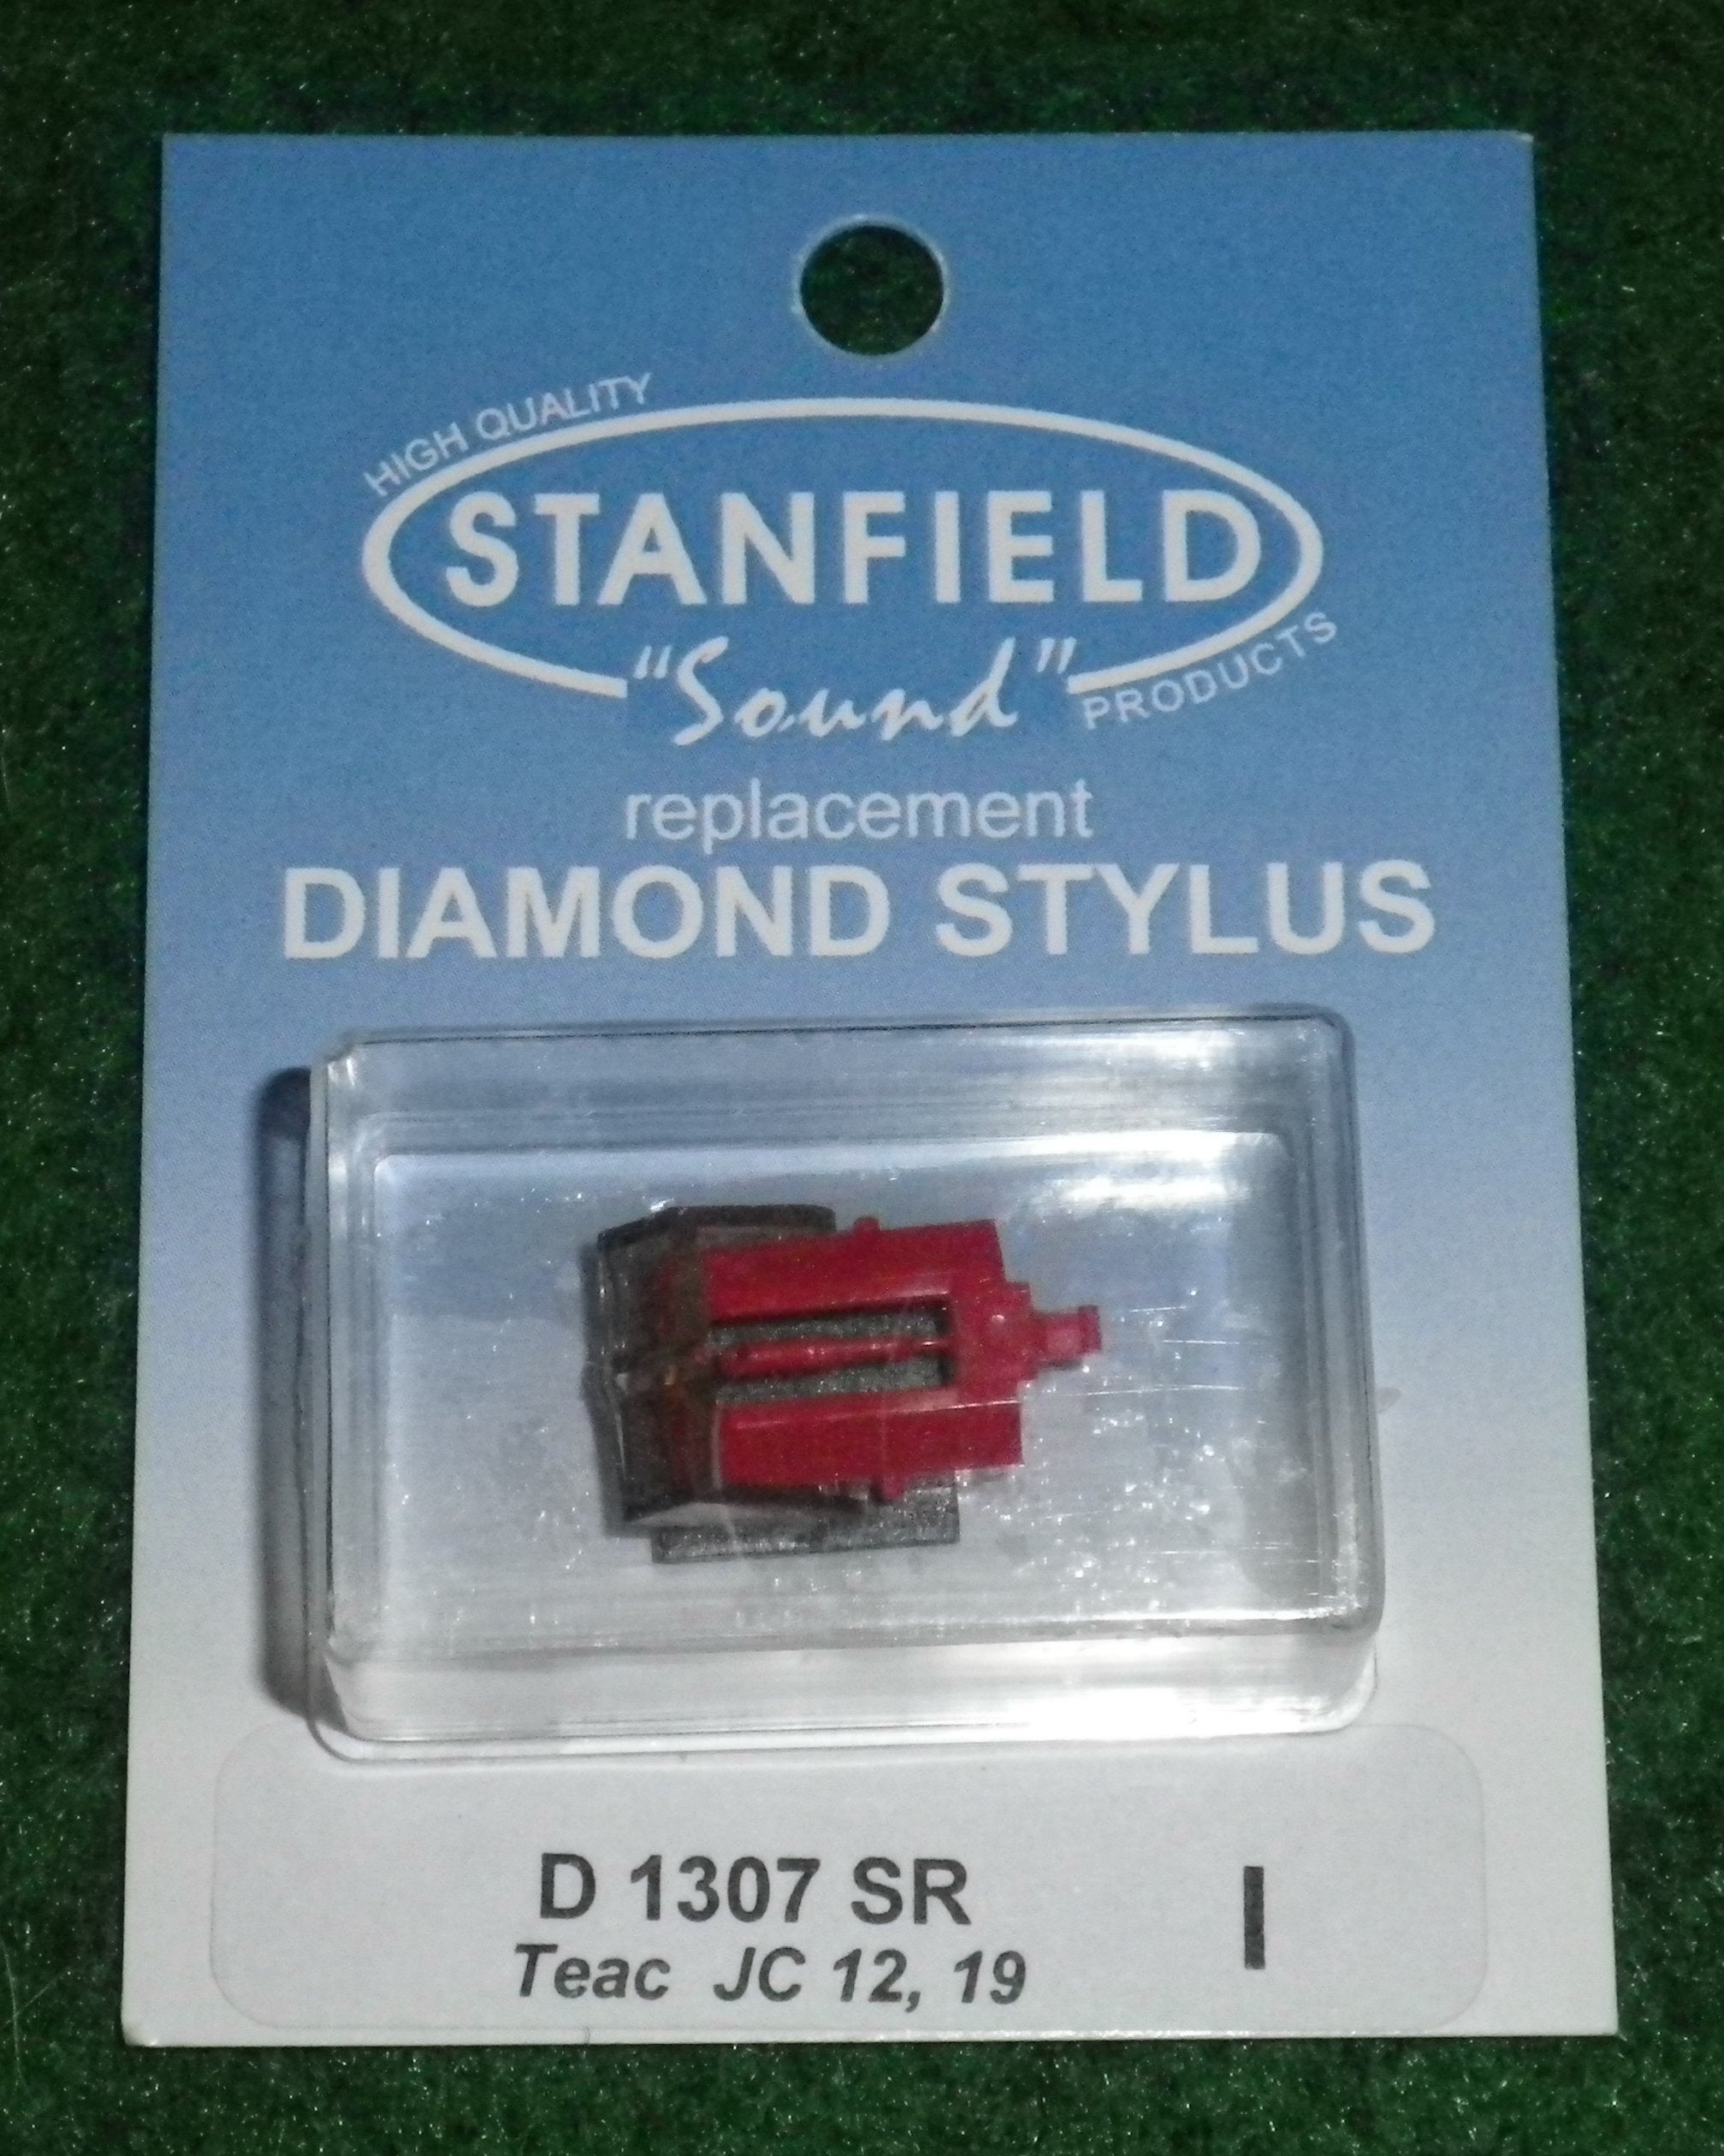 HIGH QUALITY
STANFIELD
"Sound"
PRODUCTS
replacement
DIAMOND STYLUS
D 1307 SR I
Teac JC 12, 19